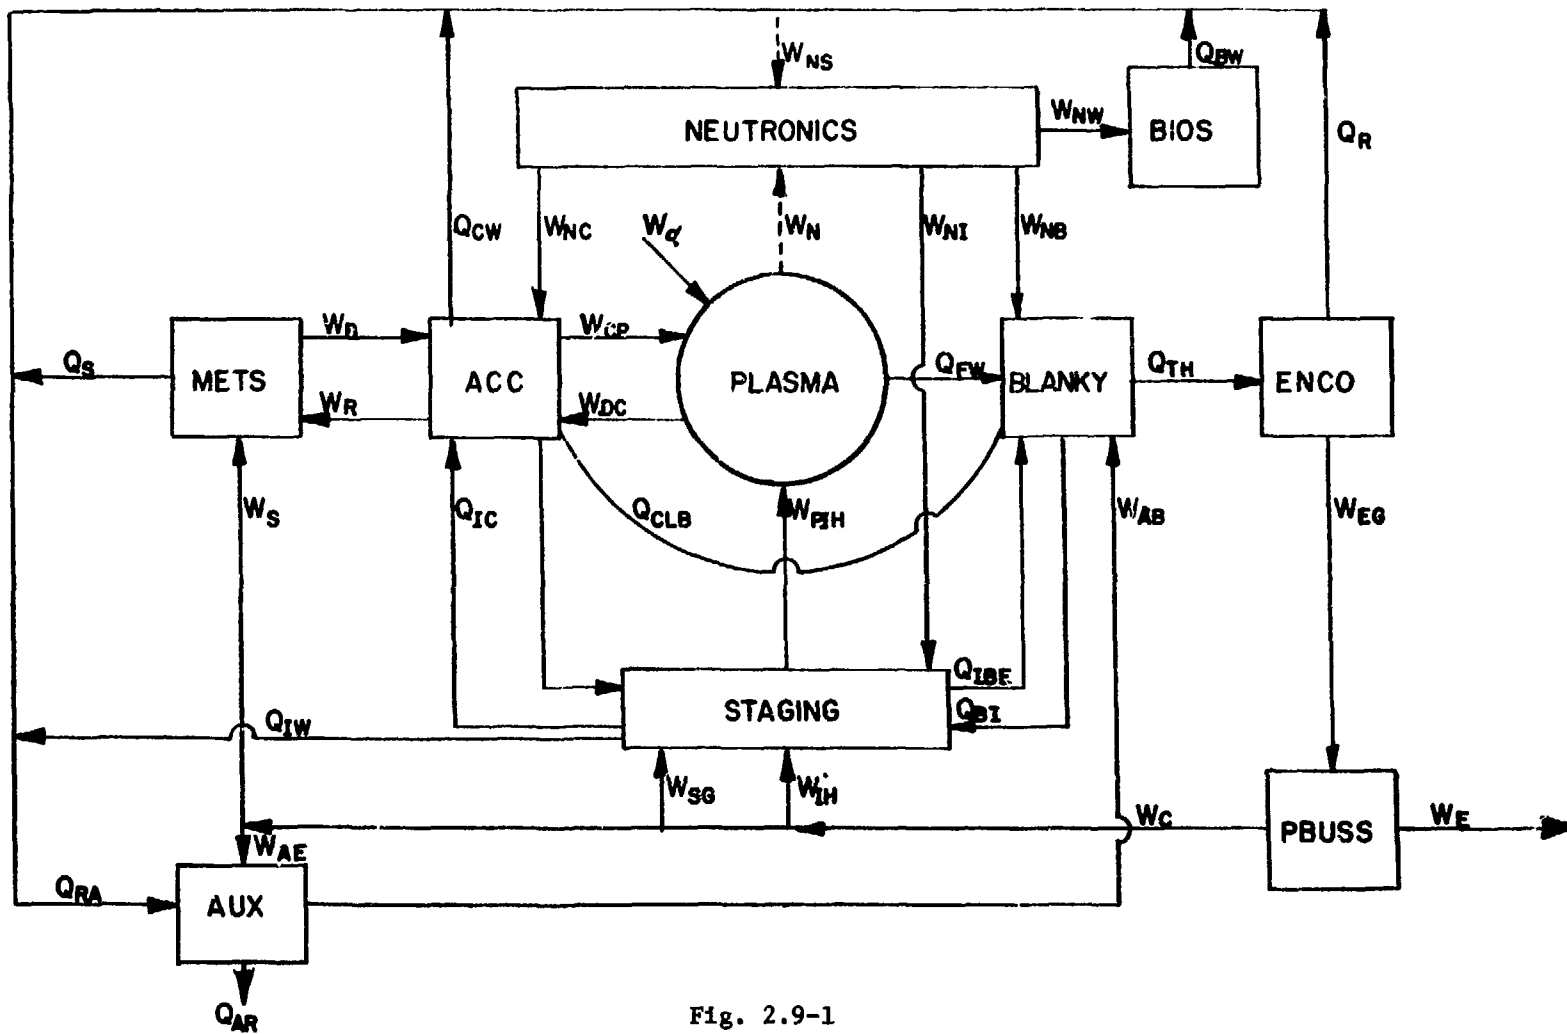 W_NS
Q_BW
NEUTRONICS
W_NW
BIOS
Q_R
Q_CW
W_NC
W_α
W_N
W_NI
W_NB
W_D
W_CP
Q_S
METS
ACC
PLASMA
Q_FW
BLANKY
Q_TH
ENCO
W_R
W_DC
W_S
Q_IC
Q_CLB
W_PIH
W_AB
W_EG
Q_IBE
STAGING
Q_BI
Q_IW
W_SG
W_IH
W_C
PBUSS
W_E
W_AE
Q_RA
AUX
Q_AR
Fig. 2.9-1